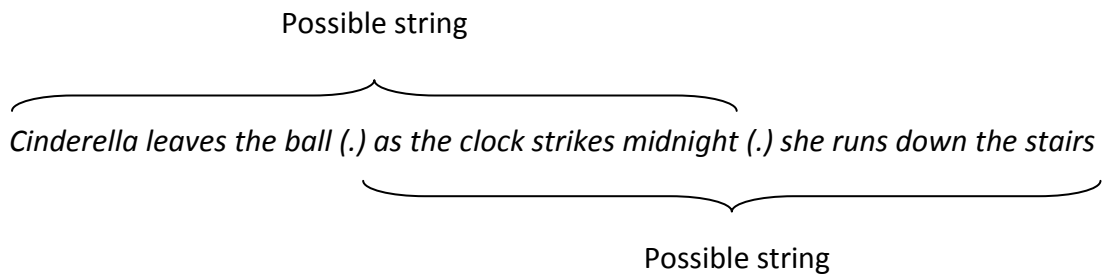 Possible string
Cinderella leaves the ball (.) as the clock strikes midnight (.) she runs down the stairs
Possible string